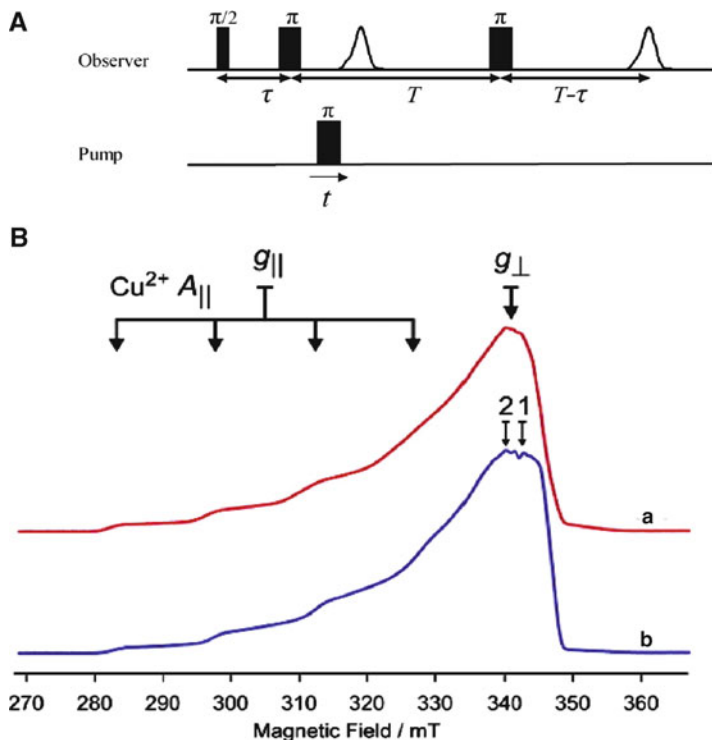 A
π/2 π π
Observer
τ T T-τ
π
Pump
t
B
g|| g⊥
Cu2+ A||
2 1
a
b
270 280 290 300 310 320 330 340 350 360
Magnetic Field / mT